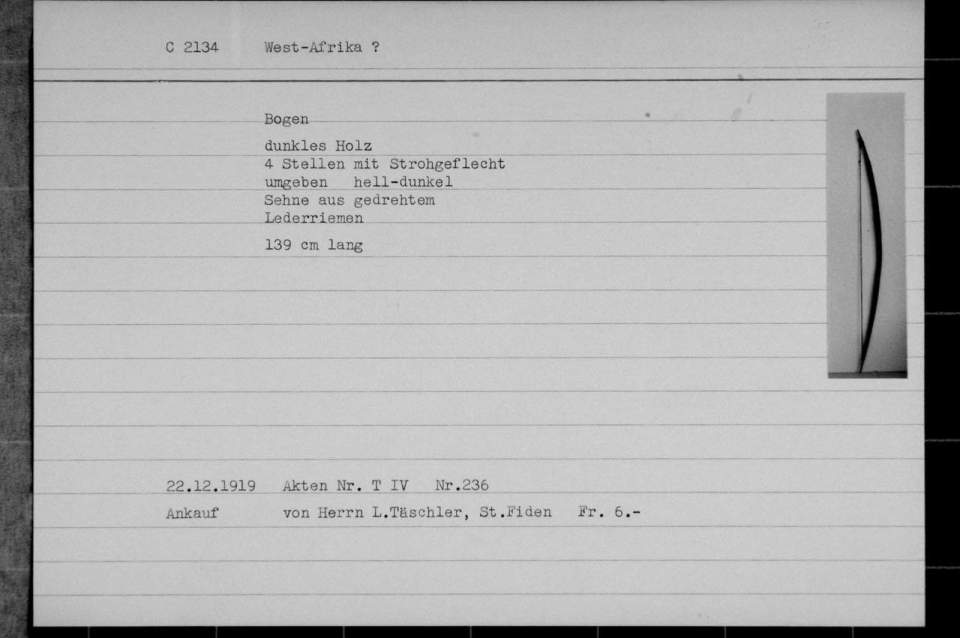 C 2134 West-Afrika ?
Bogen
dunkles Holz
4 Stellen mit Strohgeflecht
umgeben hell-dunkel
Sehne aus gedrehtem
Lederriemen
139 cm lang
22.12.1919 Akten Nr. T IV Nr.236
Ankauf von Herrn L.Täschler, St.Fiden Fr. 6.-